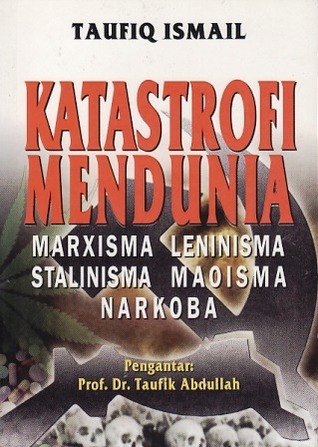 TAUFIQ ISMAIL
KATASTROFI
MENDUNIA
MARXISMA LENINISMA
STALINISMA MAOISMA
NARKOBA
Pengantar:
Prof. Dr. Taufik Abdullah